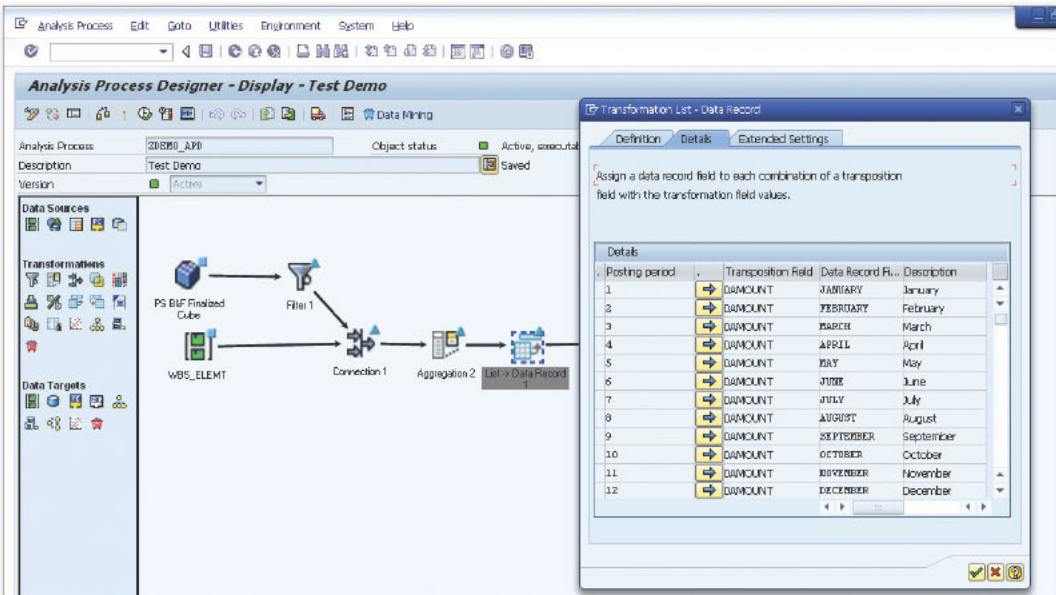 Analysis Process Edit Goto Utilities Environment System Help
Analysis Process Designer - Display - Test Demo
Data Mining
Analysis Process ZDEMO_APD Object status Active, executab
Description Test Demo Saved
Version Active
Data Sources
Transformations
Data Targets
PS BkF Finalized
Cube
Filter 1
WBS_ELEMT
Connection 1
Aggregation 2
List -> Data Record
1
Transformation List - Data Record
Definition Details Extended Settings
Assign a data record field to each combination of a transposition
field with the transformation field values.
Details
. Posting period . Transposition Field Data Record Fi... Description
1 DAMOUNT JANUARY January
2 DAMOUNT FEBRUARY February
3 DAMOUNT MARCH March
4 DAMOUNT APRIL April
5 DAMOUNT MAY May
6 DAMOUNT JUNE June
7 DAMOUNT JULY July
8 DAMOUNT AUGUST August
9 DAMOUNT SEPTEMBER September
10 DAMOUNT OCTOBER October
11 DAMOUNT NOVEMBER November
12 DAMOUNT DECEMBER December